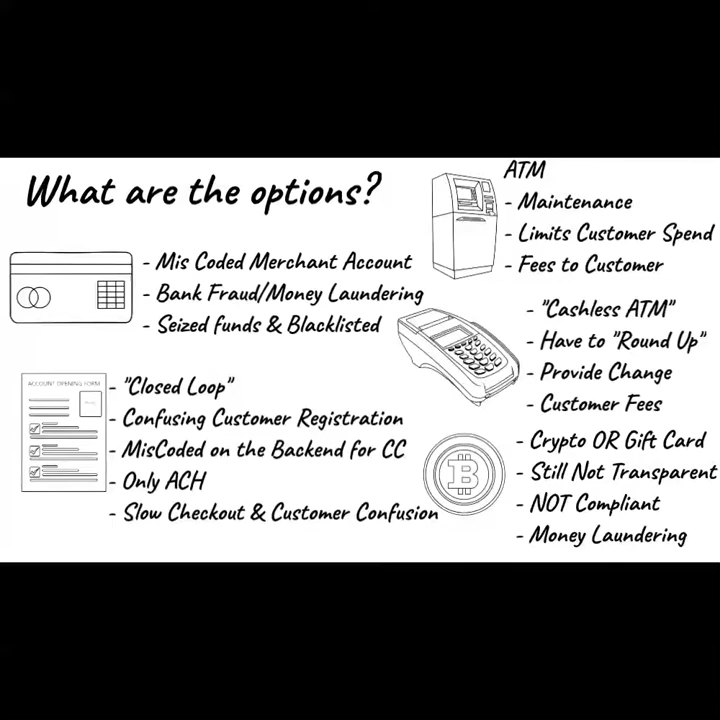 What are the options?
- Mis Coded Merchant Account
- Bank Fraud/Money Laundering
- Seized funds & Blacklisted
ACCOUNT OPENING FORM
- "Closed Loop"
- Confusing Customer Registration
- MisCoded on the Backend for CC
- Only ACH
- Slow Checkout & Customer Confusion
ATM
- Maintenance
- Limits Customer Spend
- Fees to Customer
- "Cashless ATM"
- Have to "Round Up"
- Provide Change
- Customer Fees
- Crypto OR Gift Card
- Still Not Transparent
- NOT Compliant
- Money Laundering